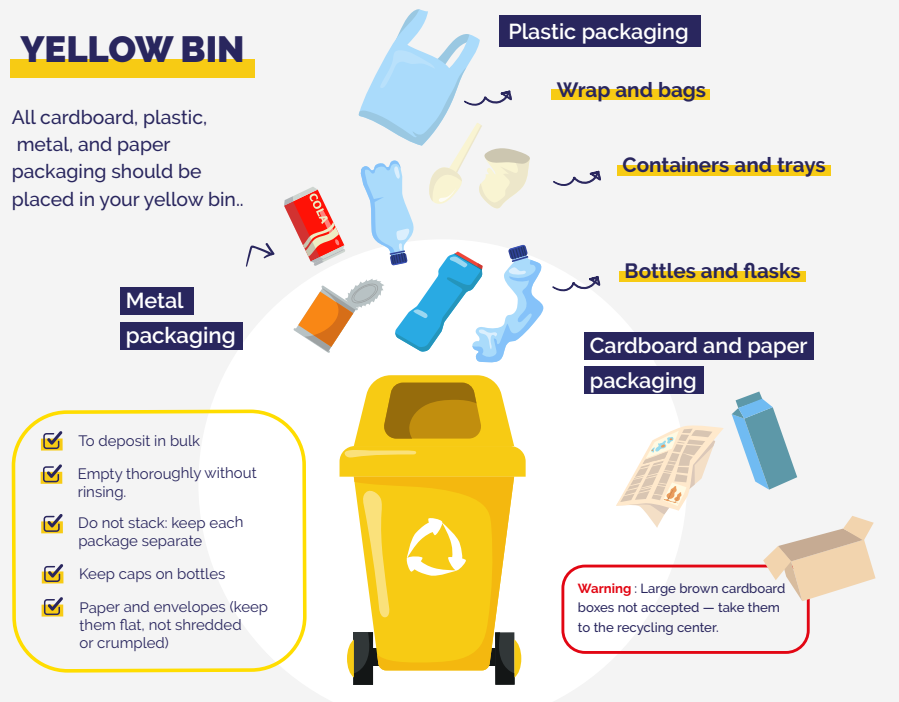 YELLOW BIN
All cardboard, plastic,
metal, and paper
packaging should be
placed in your yellow bin..
Plastic packaging
Wrap and bags
Containers and trays
Bottles and flasks
COLA
Metal
packaging
Cardboard and paper
packaging
To deposit in bulk
Empty thoroughly without
rinsing.
Do not stack: keep each
package separate
Keep caps on bottles
Paper and envelopes (keep
them flat, not shredded
or crumpled)
Warning : Large brown cardboard
boxes not accepted — take them
to the recycling center.